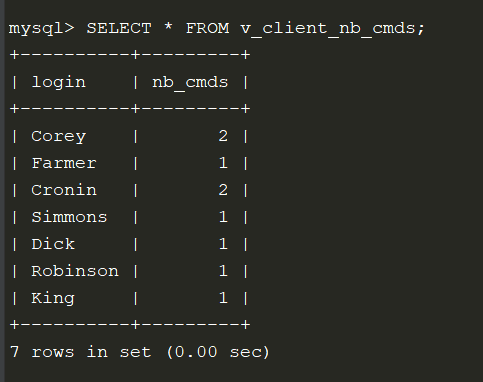 mysql> SELECT * FROM v_client_nb_cmds;
+----------+---------+
| login    | nb_cmds |
+----------+---------+
| Corey    |       2 |
| Farmer   |       1 |
| Cronin   |       2 |
| Simmons  |       1 |
| Dick     |       1 |
| Robinson |       1 |
| King     |       1 |
+----------+---------+
7 rows in set (0.00 sec)